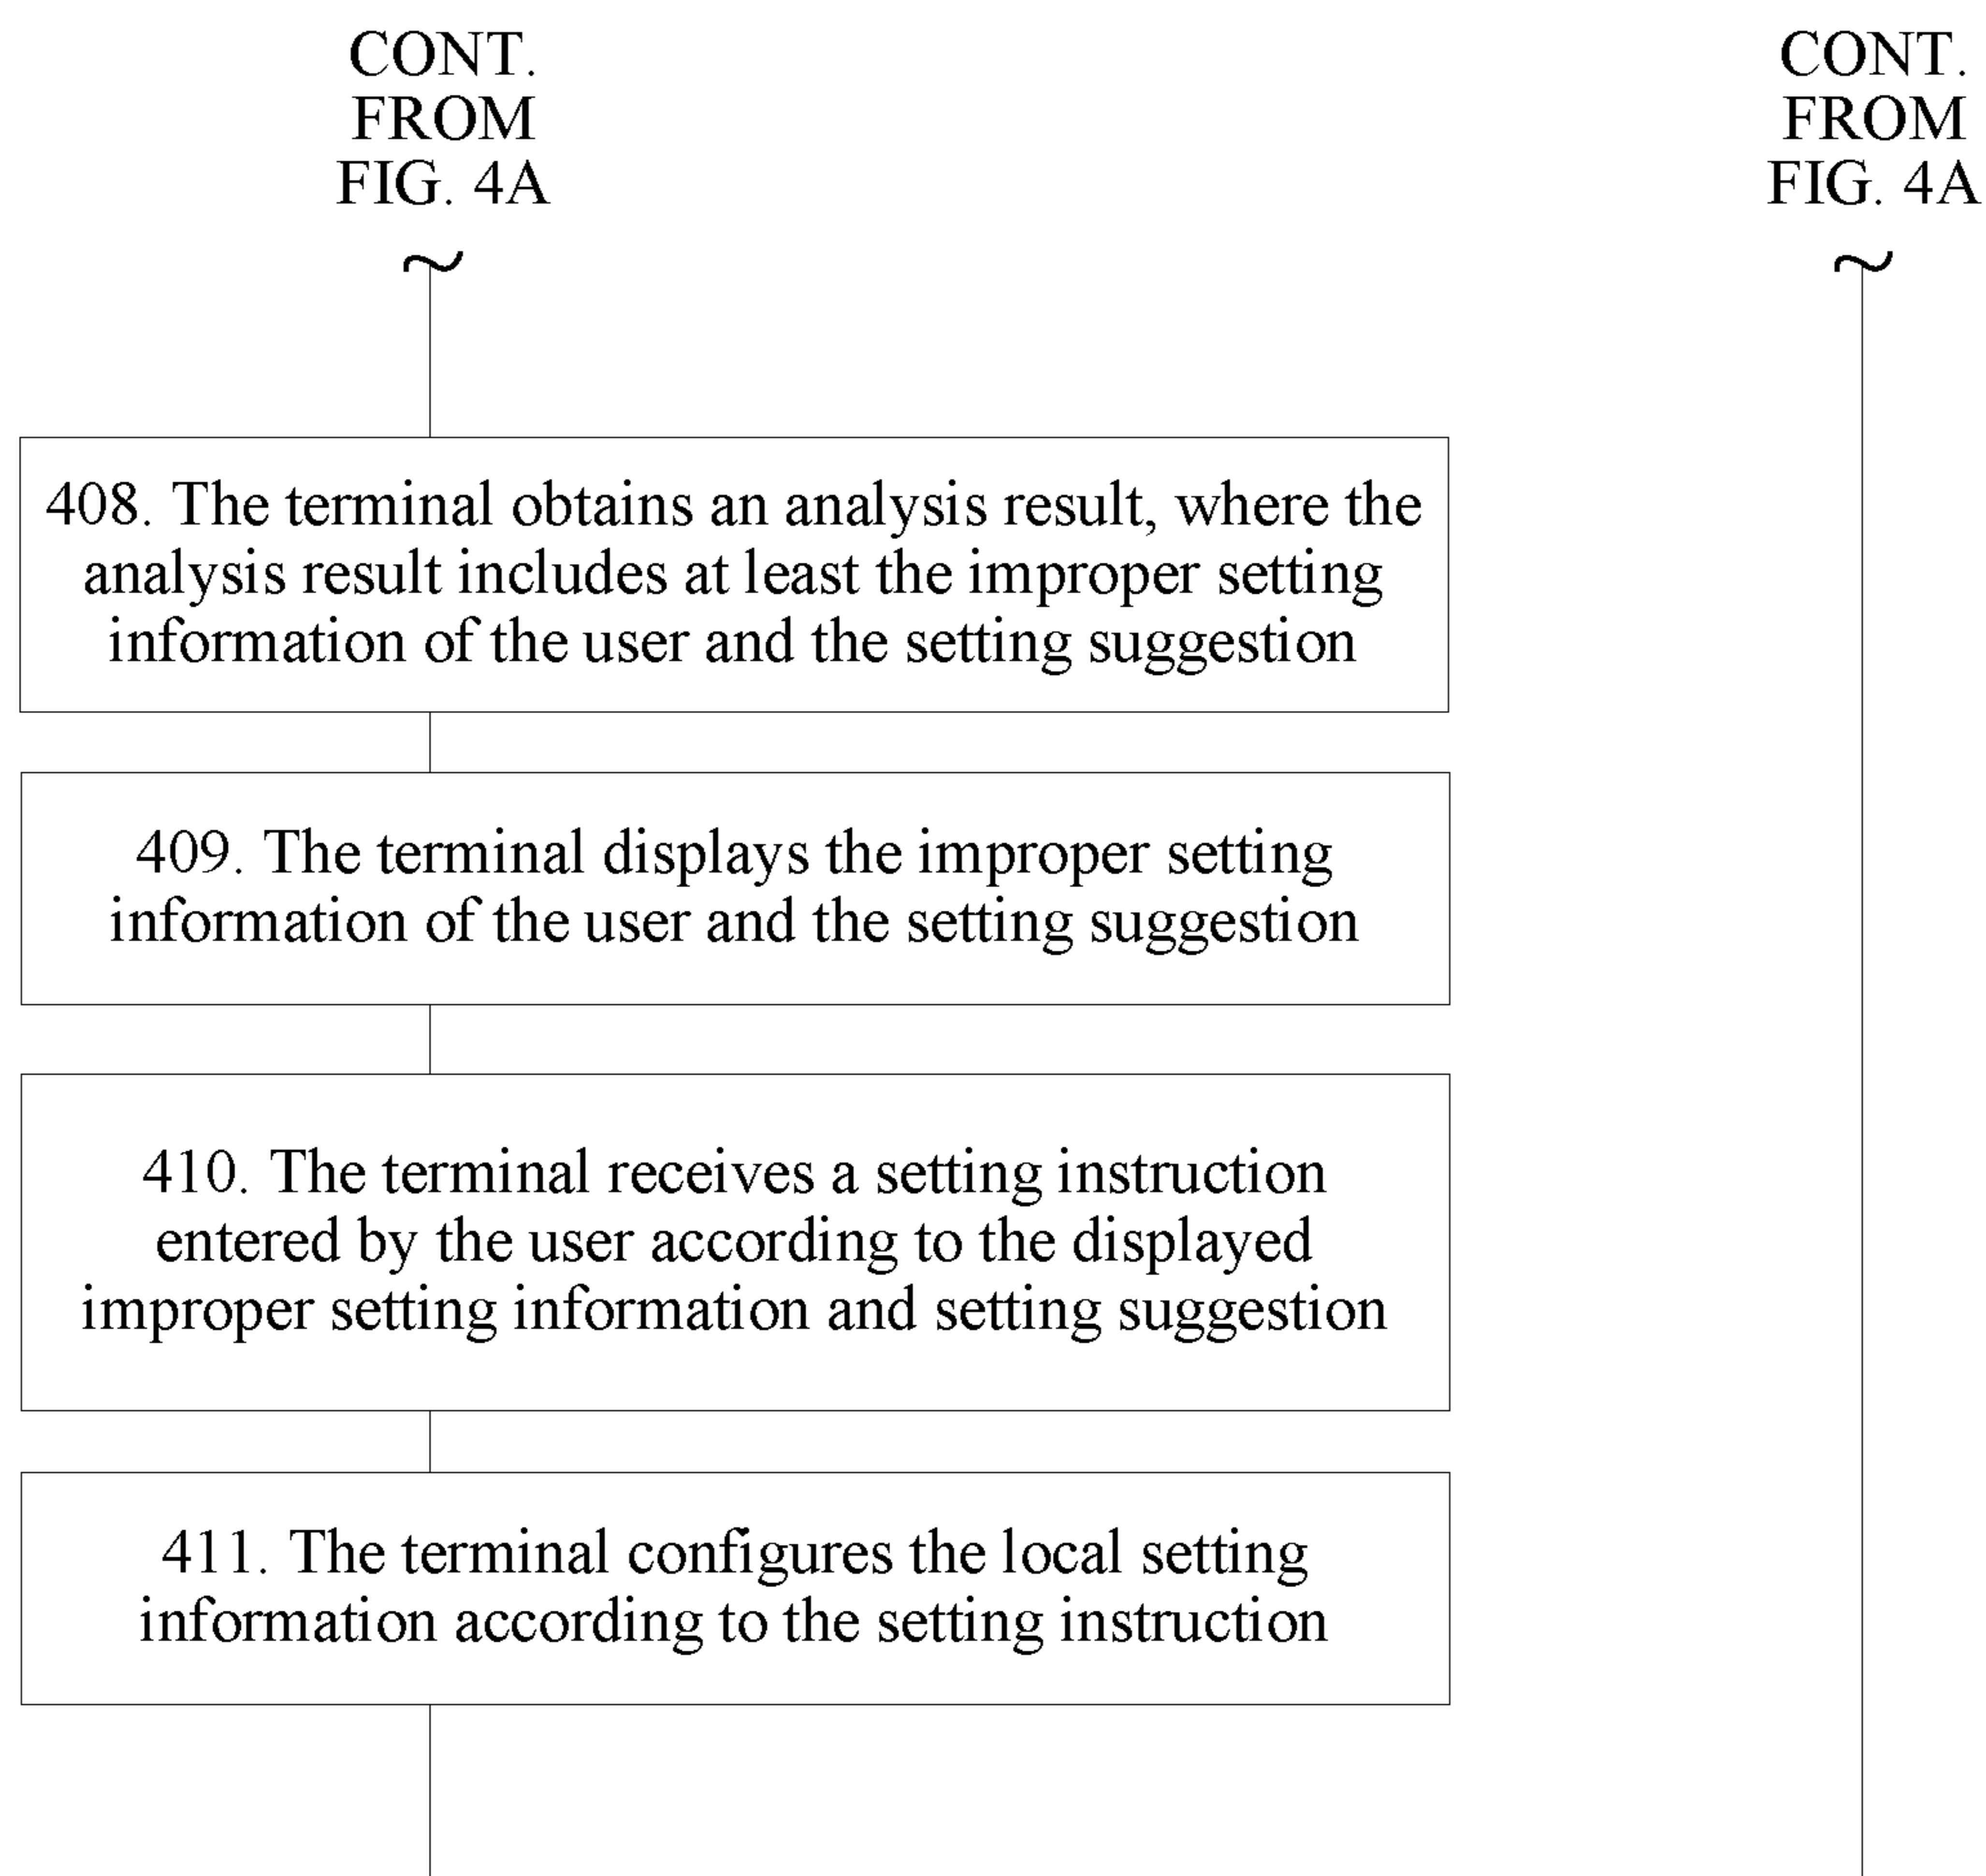 CONT.
FROM
FIG. 4A
CONT.
FROM
FIG. 4A
408. The terminal obtains an analysis result, where the
analysis result includes at least the improper setting
information of the user and the setting suggestion
409. The terminal displays the improper setting
information of the user and the setting suggestion
410. The terminal receives a setting instruction
entered by the user according to the displayed
improper setting information and setting suggestion
411. The terminal configures the local setting
information according to the setting instruction